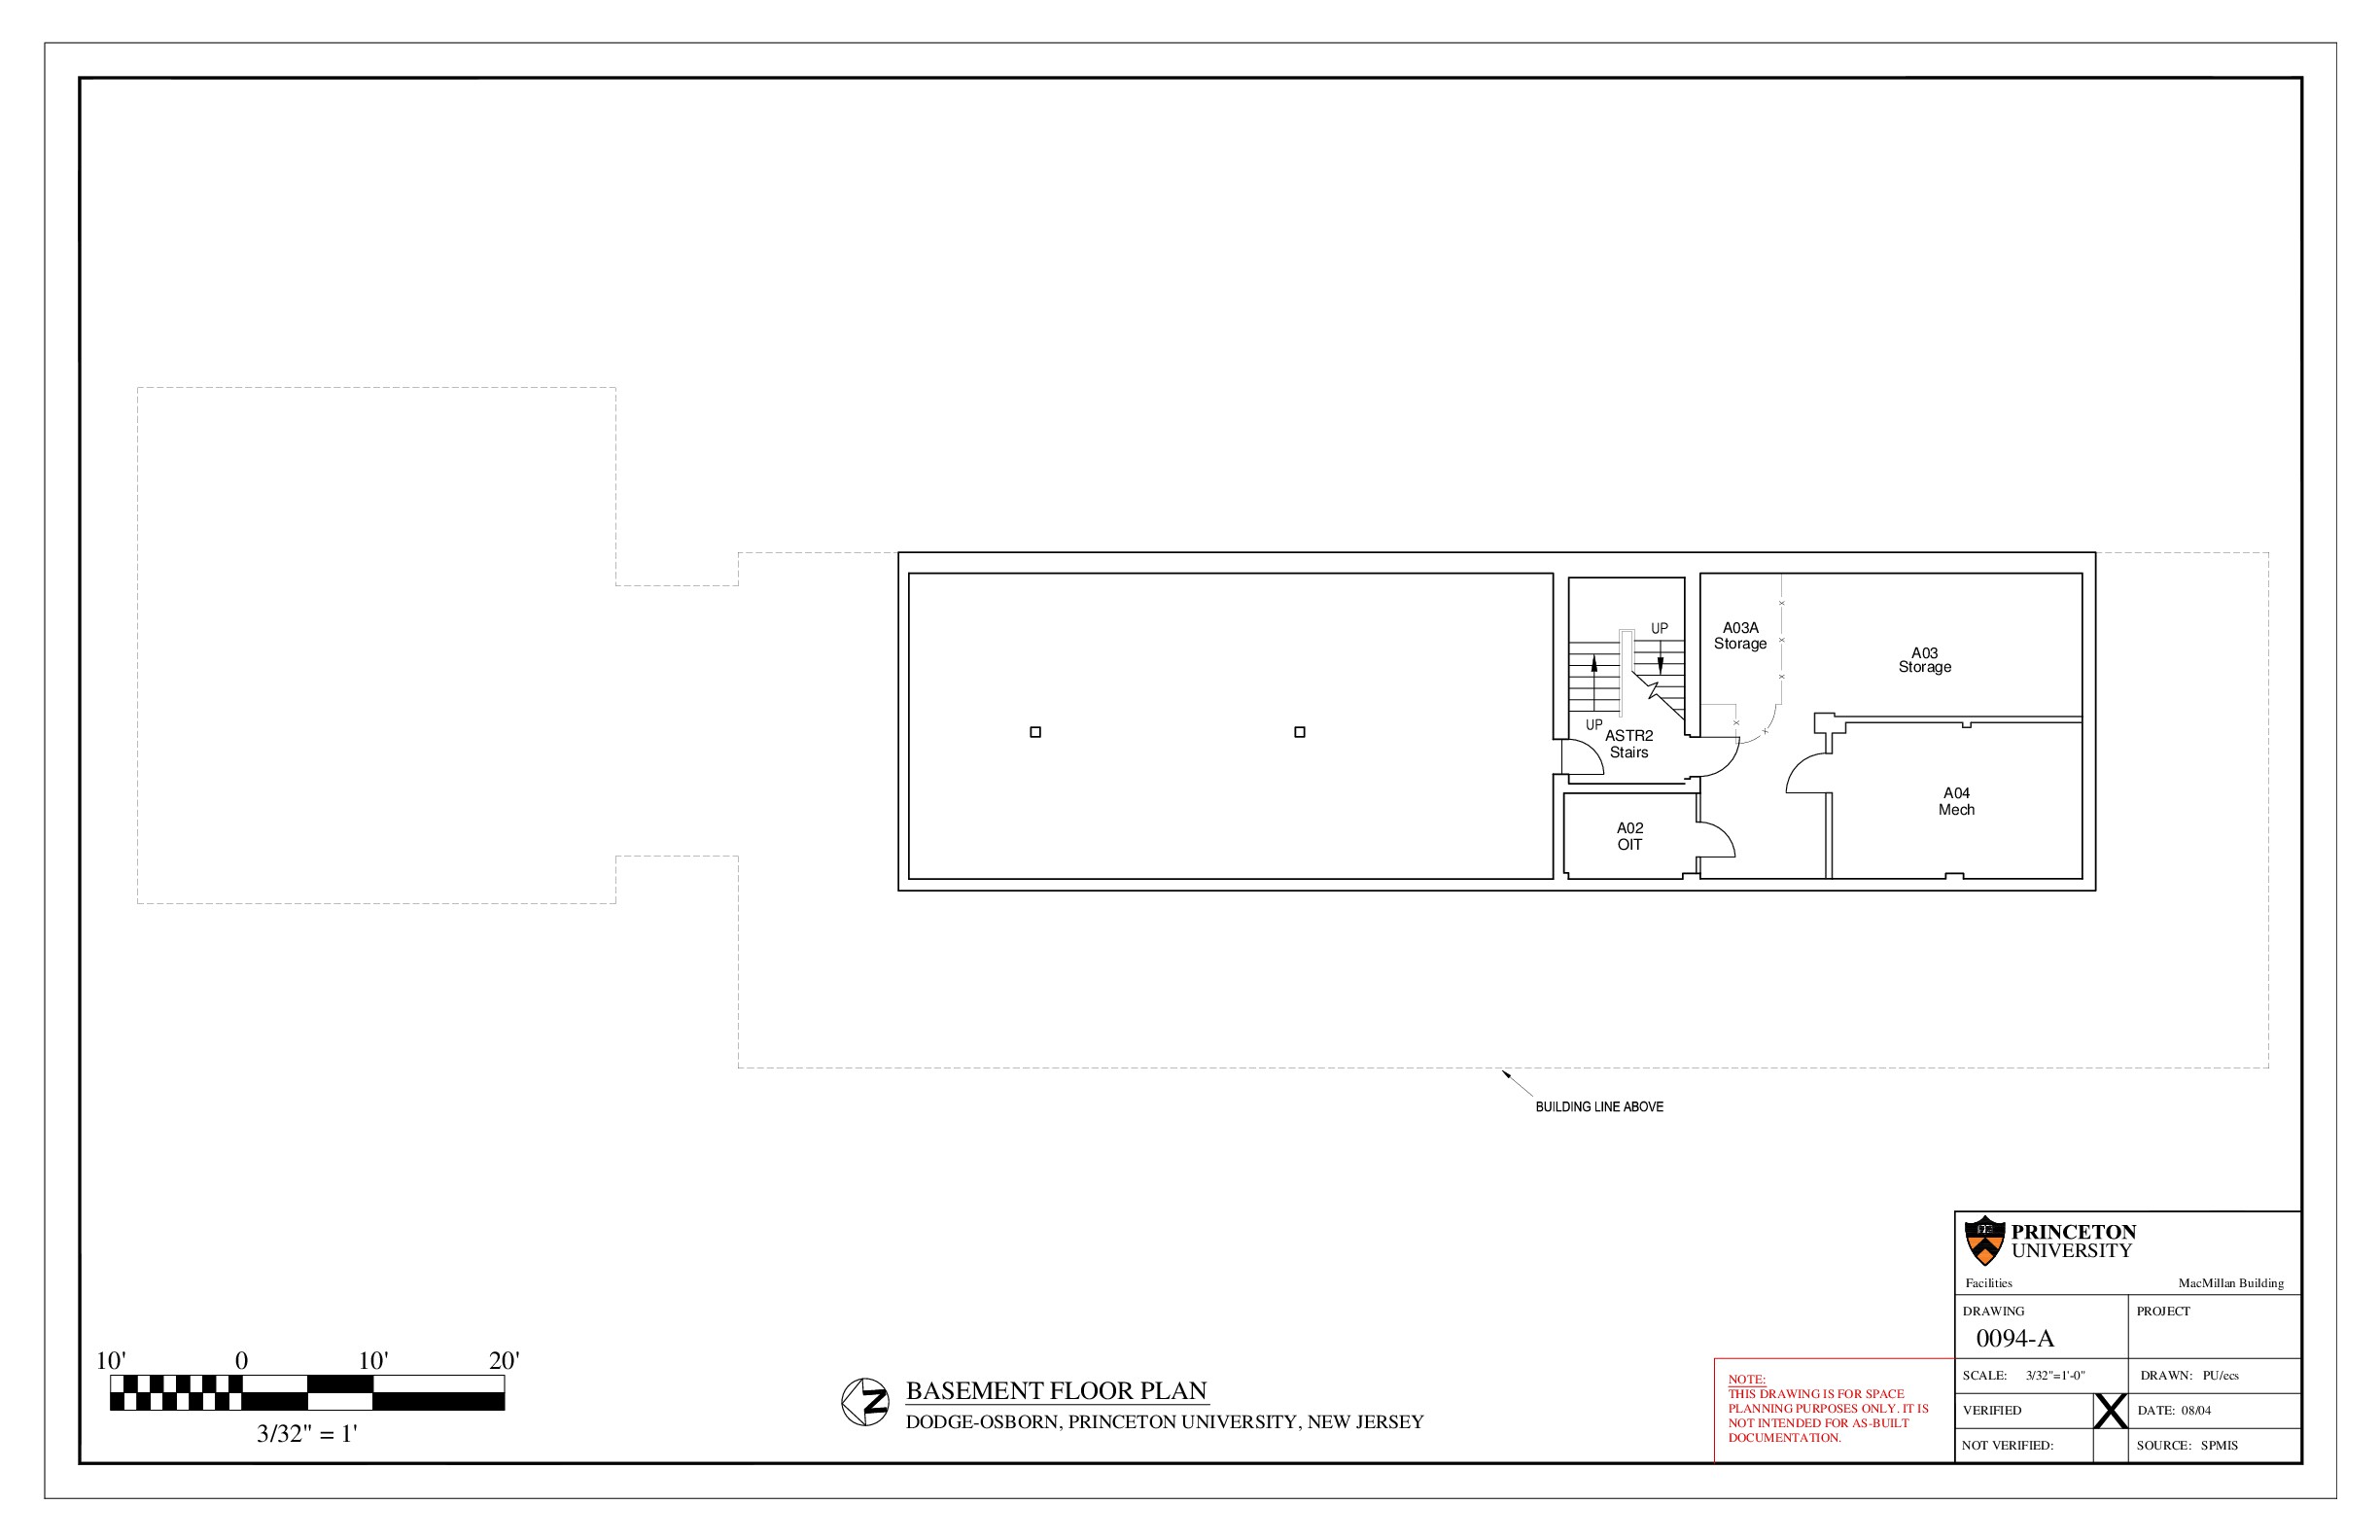 UP
A03A
Storage
A03
Storage
UP
ASTR2
Stairs
A04
Mech
A02
OIT
BUILDING LINE ABOVE
PRINCETON
UNIVERSITY
Facilities MacMillan Building
DRAWING PROJECT
0094-A
SCALE: 3/32"=1'-0" DRAWN: PU/ecs
VERIFIED X DATE: 08/04
NOT VERIFIED: SOURCE: SPMIS
NOTE:
THIS DRAWING IS FOR SPACE
PLANNING PURPOSES ONLY. IT IS
NOT INTENDED FOR AS-BUILT
DOCUMENTATION.
10' 0 10' 20'
3/32" = 1'
N
BASEMENT FLOOR PLAN
DODGE-OSBORN, PRINCETON UNIVERSITY, NEW JERSEY